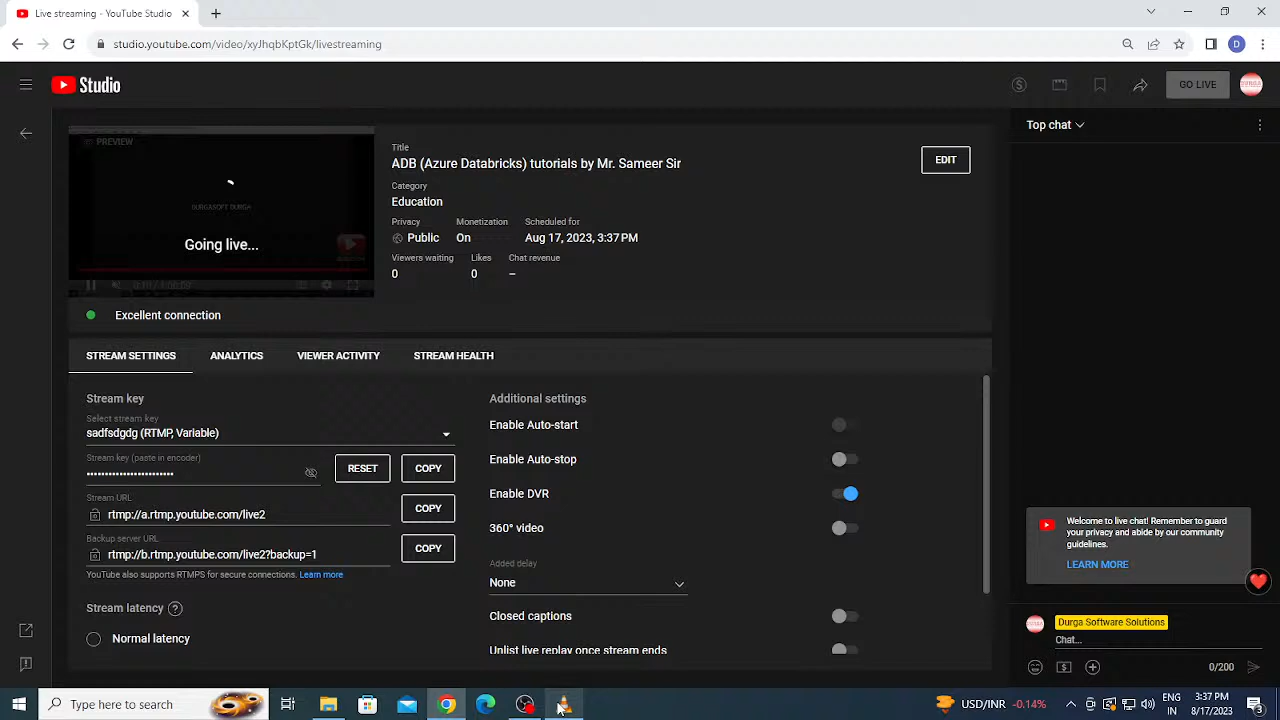 Live streaming - YouTube Studio
studio.youtube.com/video/xyJhqbKptGk/livestreaming
D
Studio
GO LIVE
PREVIEW
DURGASOFT DURGA
Going live...
Title
ADB (Azure Databricks) tutorials by Mr. Sameer Sir
EDIT
Category
Education
Privacy
Monetization
Scheduled for
Public
On
Aug 17, 2023, 3:37 PM
Viewers waiting
Likes
Chat revenue
0
0
–
Excellent connection
STREAM SETTINGS
ANALYTICS
VIEWER ACTIVITY
STREAM HEALTH
Stream key
Select stream key
sadfsdgdg (RTMP, Variable)
Stream key (paste in encoder)
••••••••••••••••••••••••
RESET
COPY
Stream URL
rtmp://a.rtmp.youtube.com/live2
COPY
Backup server URL
rtmp://b.rtmp.youtube.com/live2?backup=1
COPY
YouTube also supports RTMPS for secure connections. Learn more
Stream latency
Normal latency
Additional settings
Enable Auto-start
Enable Auto-stop
Enable DVR
360° video
Added delay
None
Closed captions
Unlist live replay once stream ends
Top chat
Welcome to live chat! Remember to guard
your privacy and abide by our community
guidelines.
LEARN MORE
Durga Software Solutions
Chat...
0/200
Type here to search
USD/INR -0.14%
ENG
IN
3:37 PM
8/17/2023
3